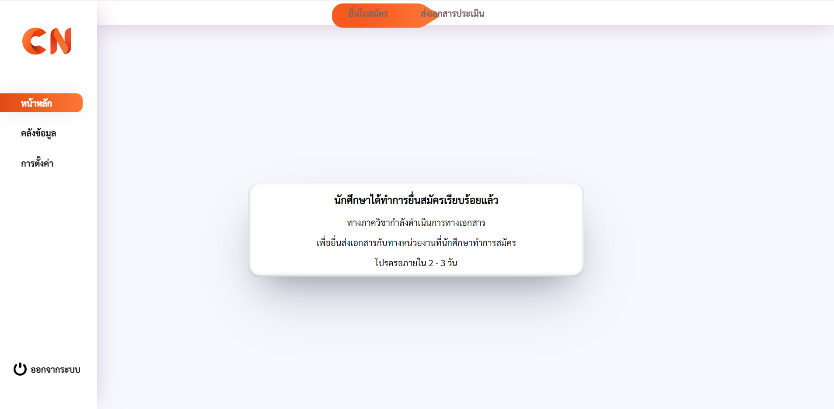 CN
ยื่นใบสมัคร
ส่งเอกสารประเมิน
หน้าหลัก
คลังข้อมูล
การตั้งค่า
นักศึกษาได้ทำการยื่นสมัครเรียบร้อยแล้ว
ทางภาควิชากำลังดำเนินการทางเอกสาร
เพื่อยื่นส่งเอกสารกับทางหน่วยงานที่นักศึกษาทำการสมัคร
โปรดรอภายใน 2 - 3 วัน
ออกจากระบบ